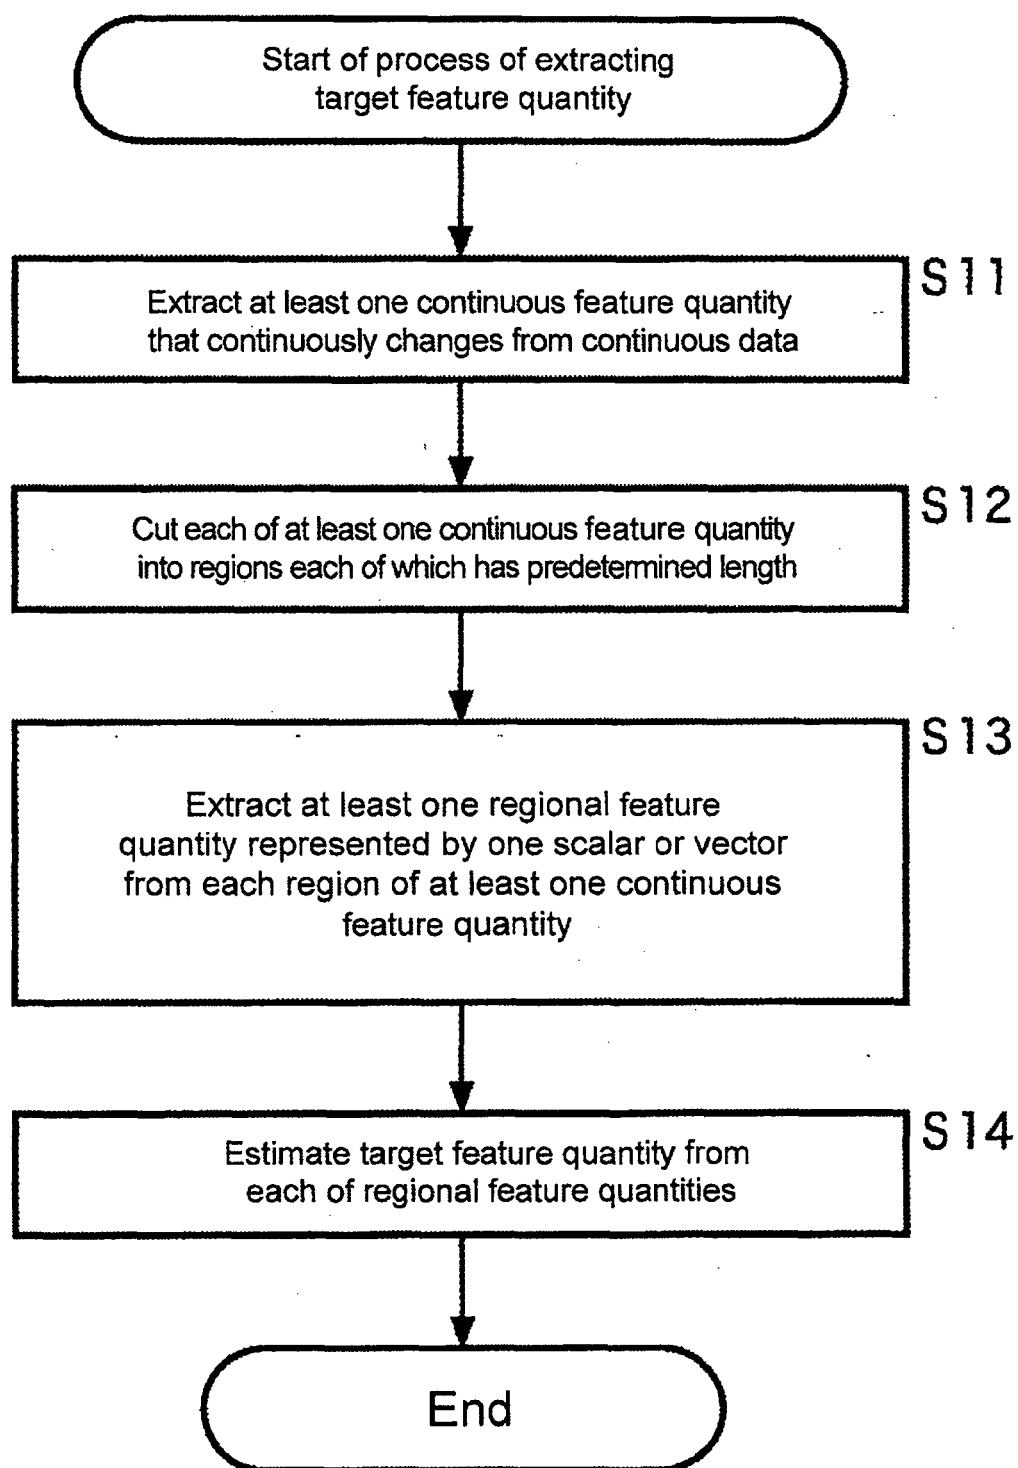 Start of process of extracting
target feature quantity
S11
Extract at least one continuous feature quantity
that continuously changes from continuous data
S12
Cut each of at least one continuous feature quantity
into regions each of which has predetermined length
S13
Extract at least one regional feature
quantity represented by one scalar or vector
from each region of at least one continuous
feature quantity
S14
Estimate target feature quantity from
each of regional feature quantities
End